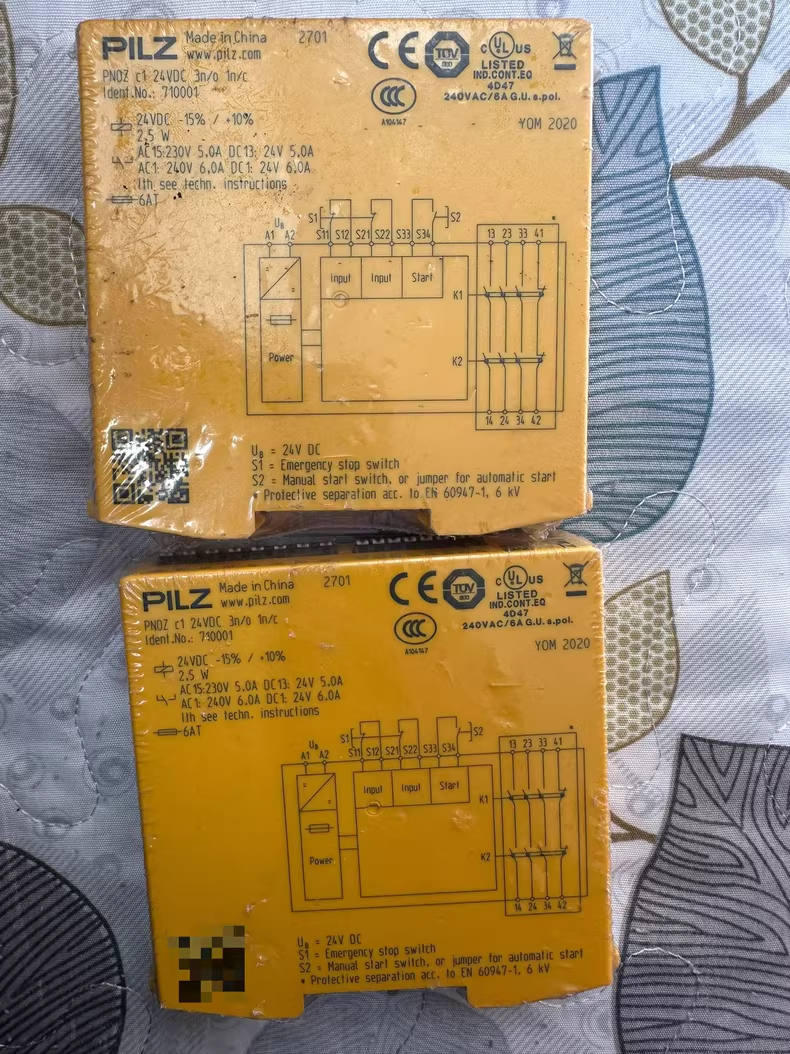 PILZ Made in China 2701
www.pilz.com
PNOZ c1 24VDC 3n/o 1n/c
Ident.No.: 710001
CE TÜV c UL US
LISTED
IND.CONT.EQ
4D47
240VAC/6A G.U. a.pol.
CCC
A104147
YOM 2020
24VDC -15% / +10%
2.5 W
AC15:230V 5.0A DC13: 24V 5.0A
AC1: 240V 6.0A DC1: 24V 6.0A
Ith see techn. instructions
6AT
S1 S2 *
UB
A1 A2 S11 S12 S21 S22 S33 S34 13 23 33 41
Input Input Start
K1
Power K2
14 24 34 42
UB = 24V DC
S1 = Emergency stop switch
S2 = Manual start switch, or jumper for automatic start
* Protective separation acc. to EN 60947-1, 6 kV
PILZ Made in China 2701
www.pilz.com
PNOZ c1 24VDC 3n/o 1n/c
Ident.No.: 710001
CE TÜV c UL US
LISTED
IND.CONT.EQ
4D47
240VAC/6A G.U. a.pol.
CCC
A104147
YOM 2020
24VDC -15% / +10%
2.5 W
AC15:230V 5.0A DC13: 24V 5.0A
AC1: 240V 6.0A DC1: 24V 6.0A
Ith see techn. instructions
6AT
S1 S2 *
UB
A1 A2 S11 S12 S21 S22 S33 S34 13 23 33 41
Input Input Start
K1
Power K2
14 24 34 42
UB = 24V DC
S1 = Emergency stop switch
S2 = Manual start switch, or jumper for automatic start
* Protective separation acc. to EN 60947-1, 6 kV